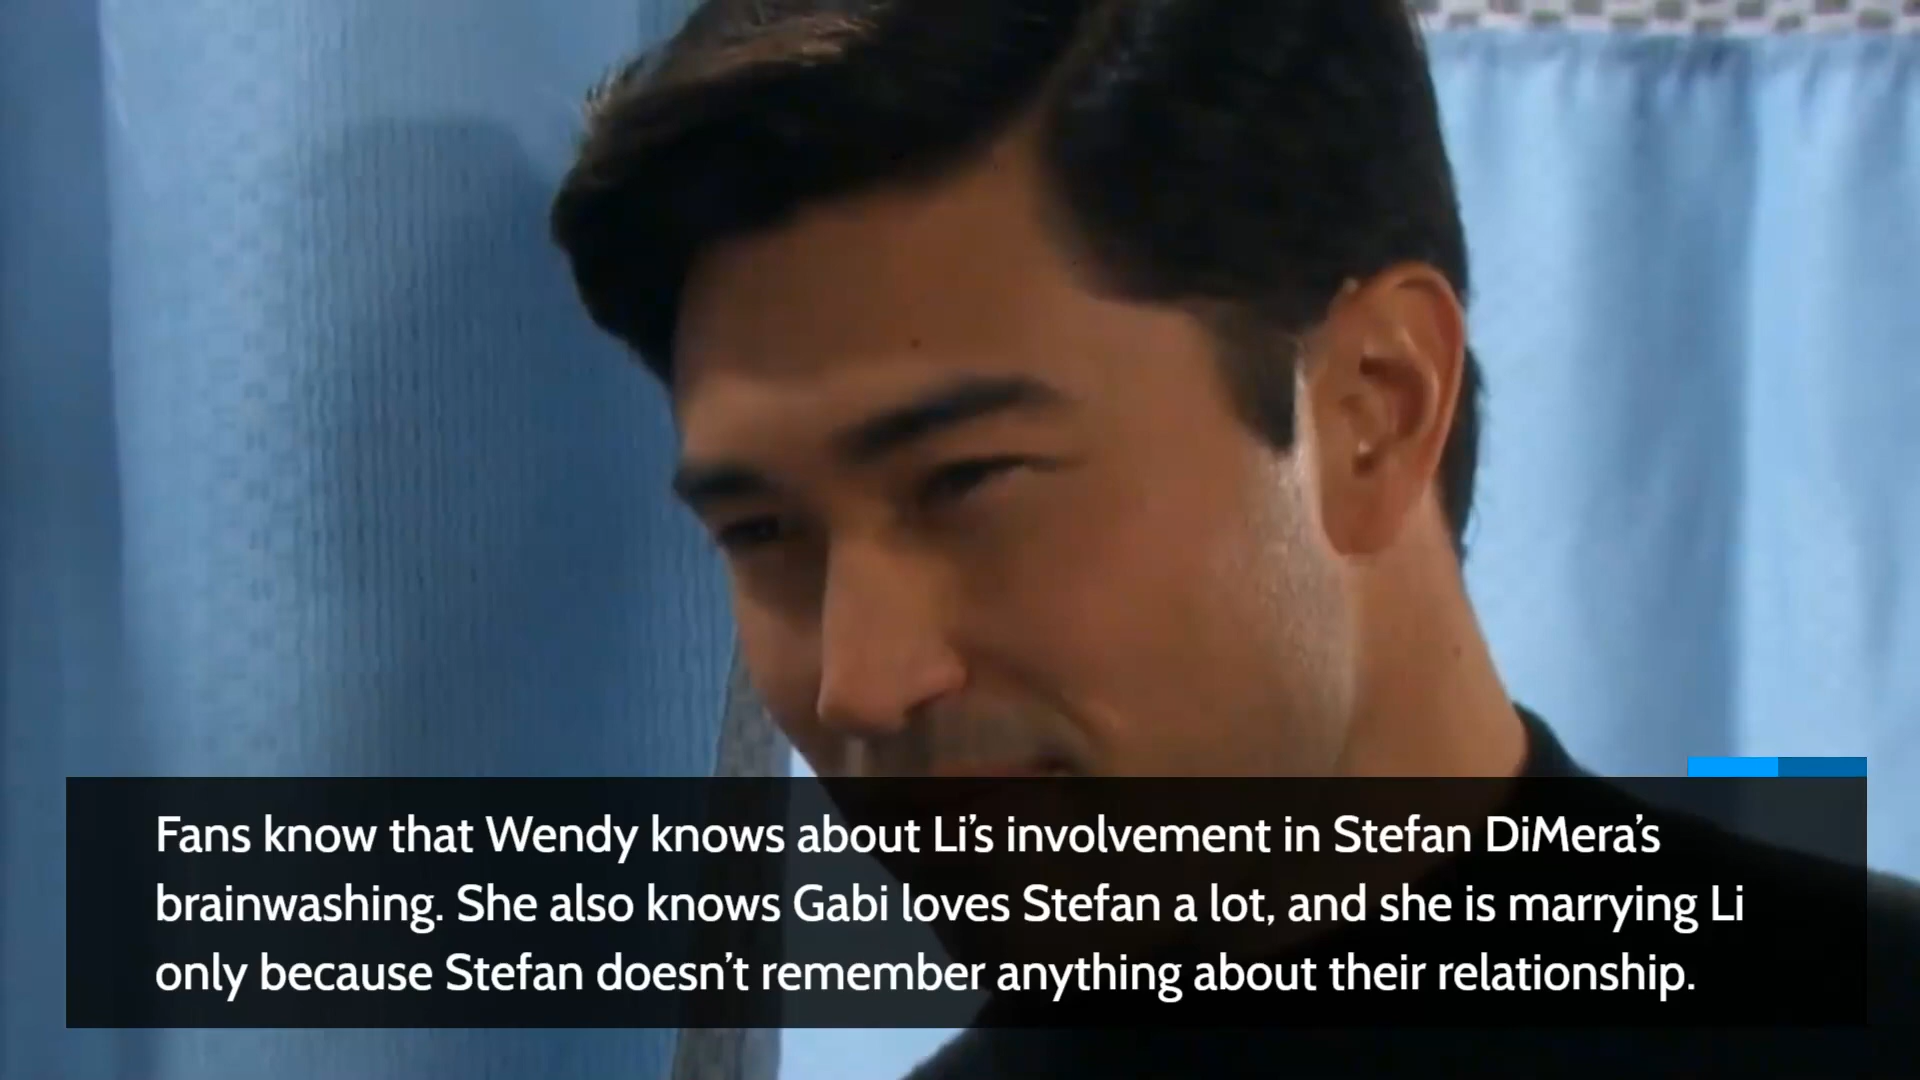 Fans know that Wendy knows about Li’s involvement in Stefan DiMera’s
brainwashing. She also knows Gabi loves Stefan a lot, and she is marrying Li
only because Stefan doesn’t remember anything about their relationship.